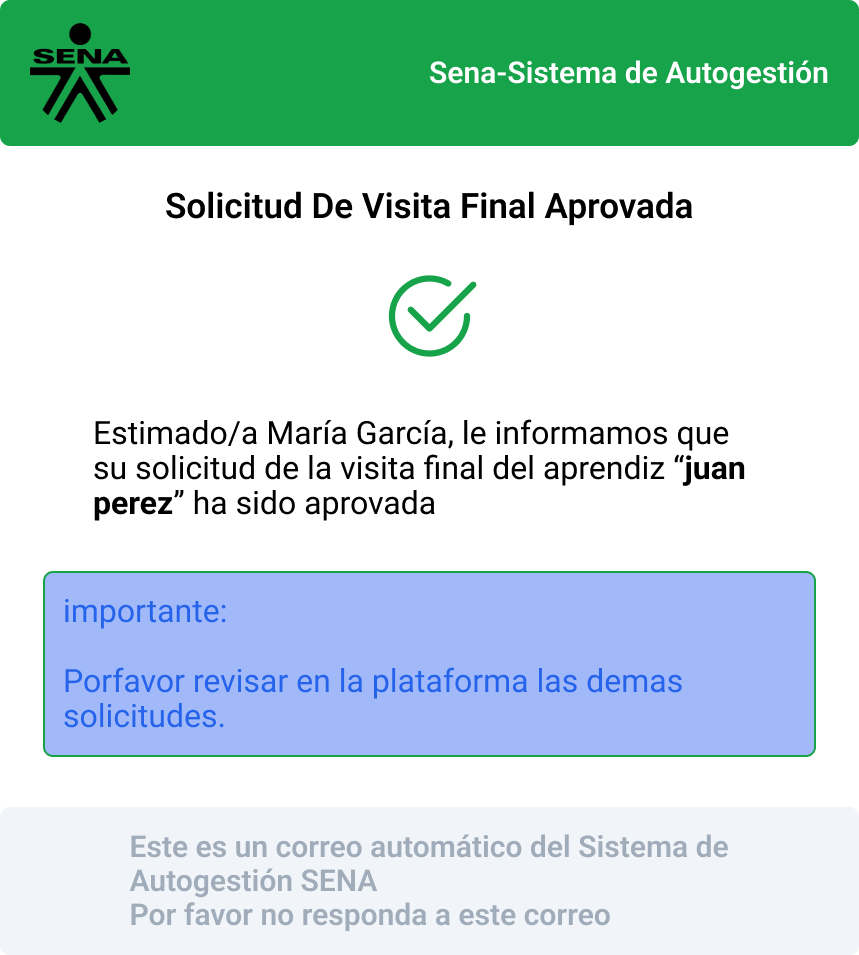 SENA
Sena-Sistema de Autogestión
Solicitud De Visita Final Aprovada
Estimado/a María García, le informamos que
su solicitud de la visita final del aprendiz “juan
perez” ha sido aprovada
importante:
Porfavor revisar en la plataforma las demas
solicitudes.
Este es un correo automático del Sistema de
Autogestión SENA
Por favor no responda a este correo